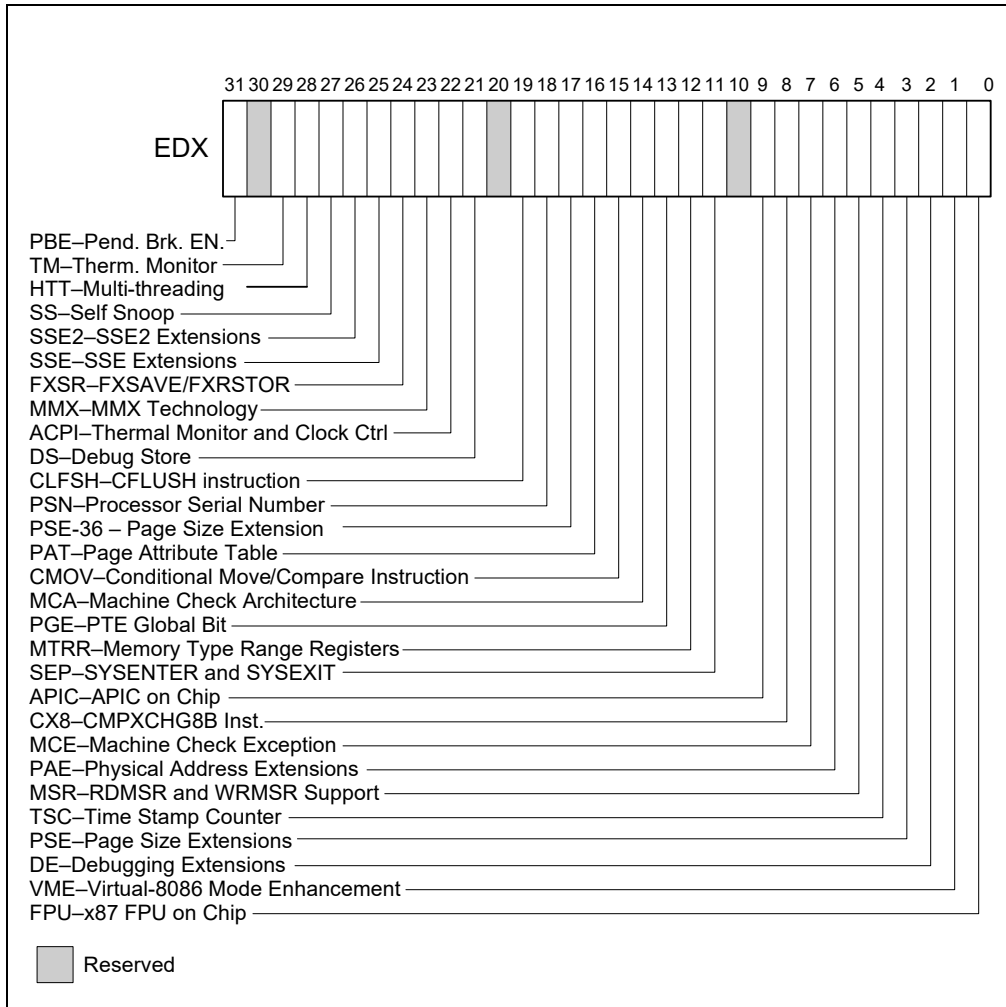 31 30 29 28 27 26 25 24 23 22 21 20 19 18 17 16 15 14 13 12 11 10 9 8 7 6 5 4 3 2 1 0
EDX
PBE–Pend. Brk. EN.
TM–Therm. Monitor
HTT–Multi-threading
SS–Self Snoop
SSE2–SSE2 Extensions
SSE–SSE Extensions
FXSR–FXSAVE/FXRSTOR
MMX–MMX Technology
ACPI–Thermal Monitor and Clock Ctrl
DS–Debug Store
CLFSH–CFLUSH instruction
PSN–Processor Serial Number
PSE-36 – Page Size Extension
PAT–Page Attribute Table
CMOV–Conditional Move/Compare Instruction
MCA–Machine Check Architecture
PGE–PTE Global Bit
MTRR–Memory Type Range Registers
SEP–SYSENTER and SYSEXIT
APIC–APIC on Chip
CX8–CMPXCHG8B Inst.
MCE–Machine Check Exception
PAE–Physical Address Extensions
MSR–RDMSR and WRMSR Support
TSC–Time Stamp Counter
PSE–Page Size Extensions
DE–Debugging Extensions
VME–Virtual-8086 Mode Enhancement
FPU–x87 FPU on Chip
Reserved